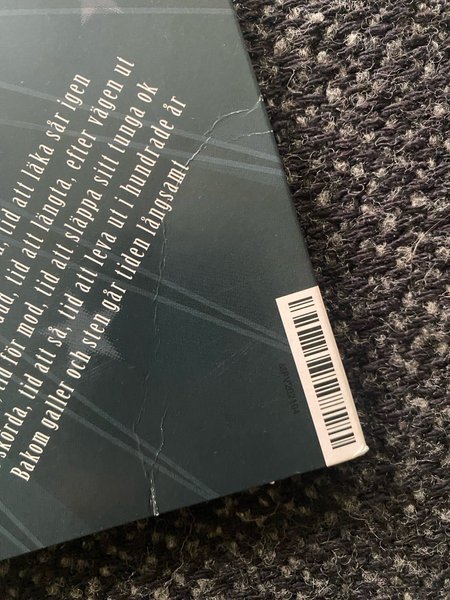 tid att läka sår igen
tid att längta, efter vägen ut
för mod, tid att släppa sitt tunga ok
skörda, tid att så, tid att leva ut i hundrade år
Bakom galler och sten går tiden långsamt